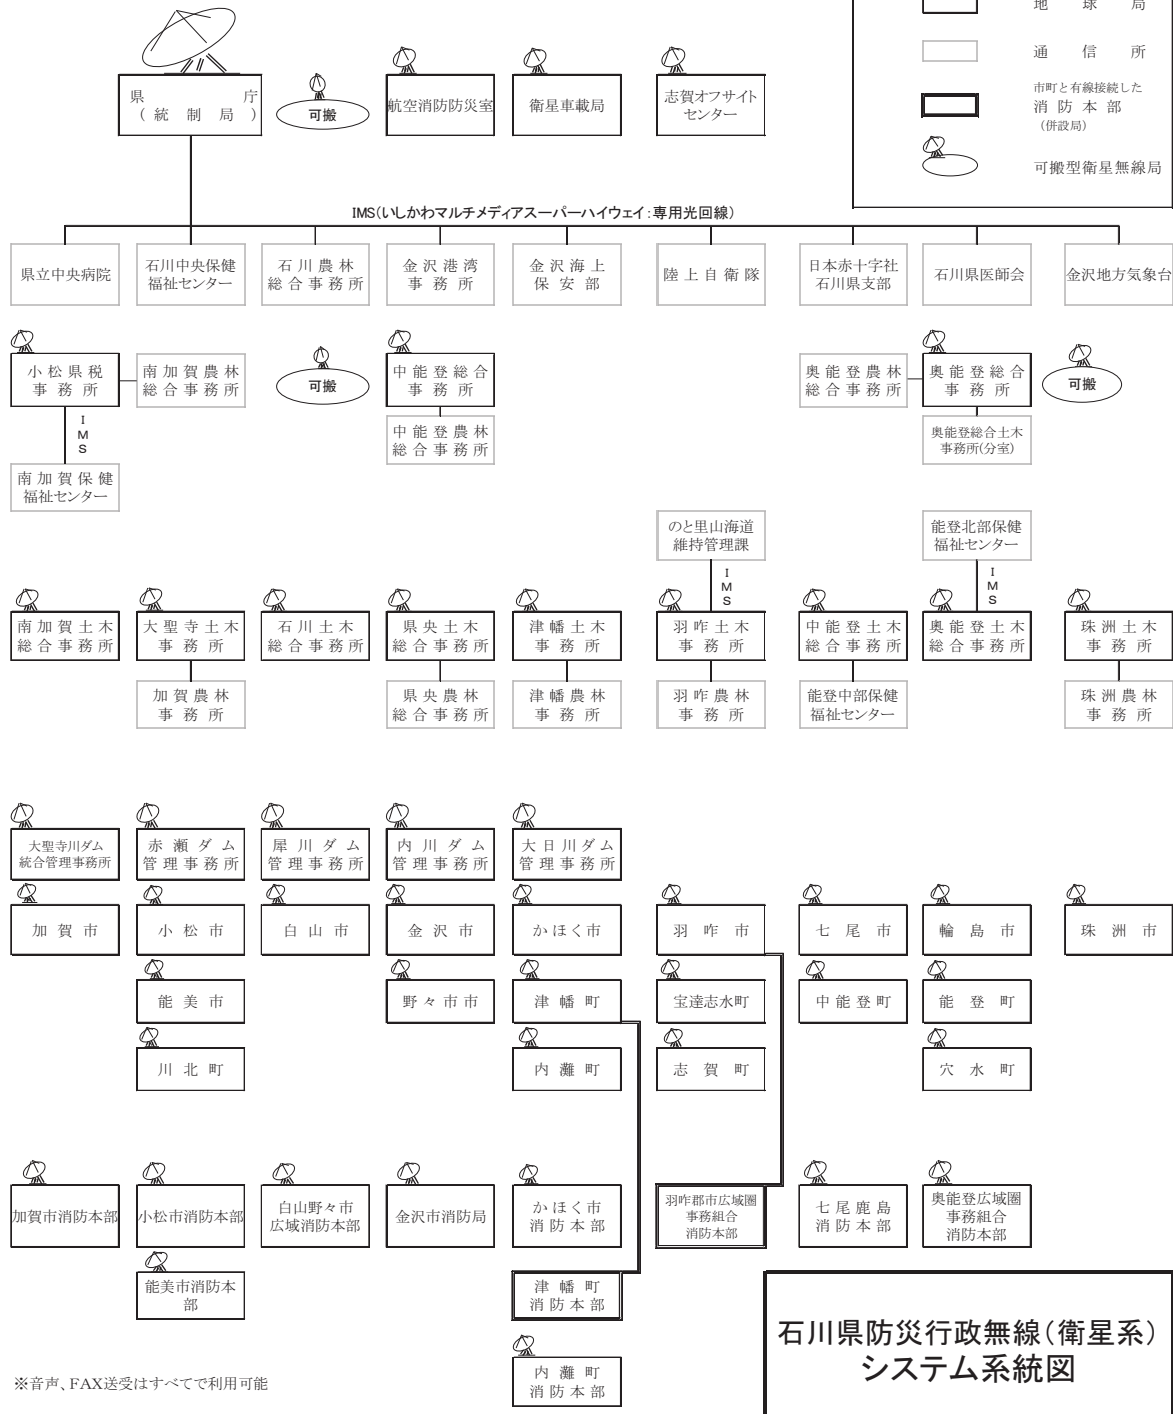 地球局
通信所
市町と有線接続した
消防本部
(併設局)
可搬型衛星無線局
県庁
(統制局)
可搬
航空消防防災室
衛星車載局
志賀オフサイト
センター
IMS(いしかわマルチメディアスーパーハイウェイ:専用光回線)
県立中央病院
石川中央保健
福祉センター
石川農林
総合事務所
金沢港湾
事務所
金沢海上
保安部
陸上自衛隊
日本赤十字社
石川県支部
石川県医師会
金沢地方気象台
小松県税
事務所
南加賀農林
総合事務所
可搬
中能登総合
事務所
奥能登農林
総合事務所
奥能登総合
事務所
可搬
IMS
中能登農林
総合事務所
奥能登総合土木
事務所(分室)
南加賀保健
福祉センター
のと里山海道
維持管理課
能登北部保健
福祉センター
IMS
IMS
南加賀土木
総合事務所
大聖寺土木
事務所
石川土木
総合事務所
県央土木
総合事務所
津幡土木
事務所
羽咋土木
事務所
中能登土木
総合事務所
奥能登土木
総合事務所
珠洲土木
事務所
加賀農林
事務所
県央農林
総合事務所
津幡農林
事務所
羽咋農林
事務所
能登中部保健
福祉センター
珠洲農林
事務所
大聖寺川ダム
統合管理事務所
赤瀬ダム
管理事務所
犀川ダム
管理事務所
内川ダム
管理事務所
大日川ダム
管理事務所
加賀市
小松市
白山市
金沢市
かほく市
羽咋市
七尾市
輪島市
珠洲市
能美市
野々市市
津幡町
宝達志水町
中能登町
能登町
川北町
内灘町
志賀町
穴水町
加賀市消防本部
小松市消防本部
白山野々市
広域消防本部
金沢市消防局
かほく市
消防本部
羽咋郡市広域圏
事務組合
消防本部
七尾鹿島
消防本部
奥能登広域圏
事務組合
消防本部
能美市消防本
部
津幡町
消防本部
内灘町
消防本部
石川県防災行政無線(衛星系)
システム系統図
※音声、FAX送受はすべてで利用可能